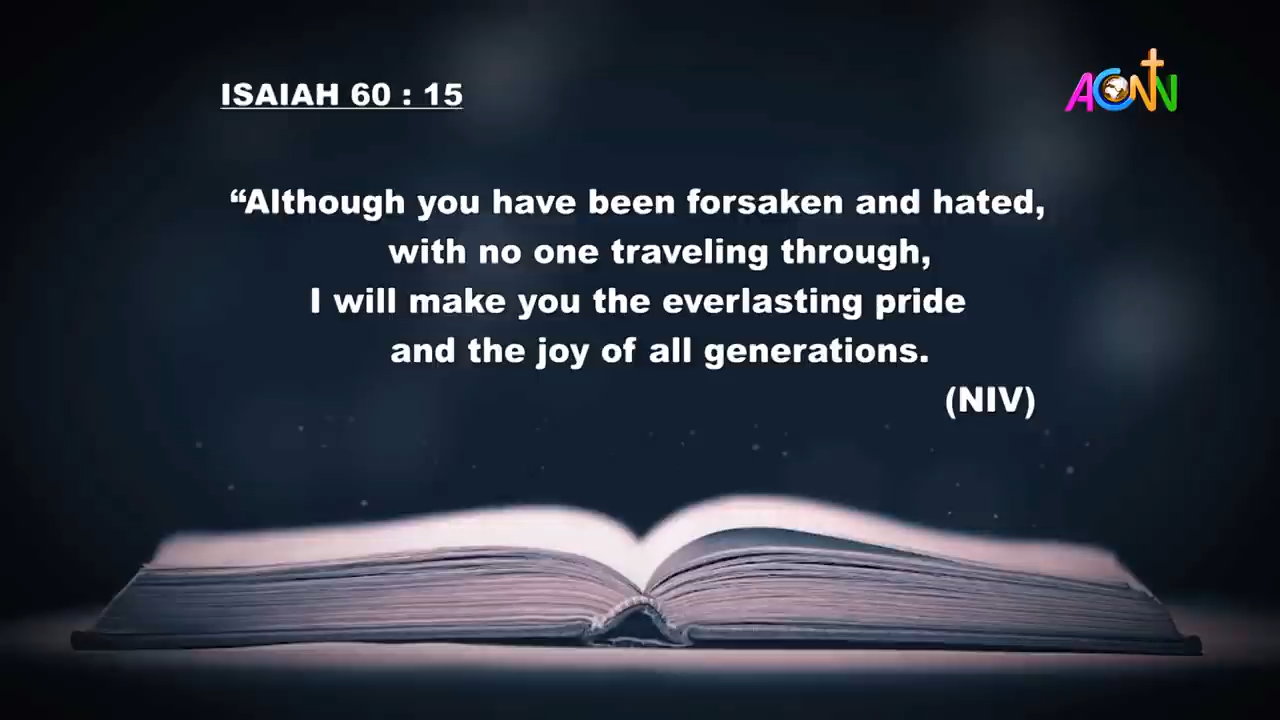 ISAIAH 60 : 15
ACNN
“Although you have been forsaken and hated,
with no one traveling through,
I will make you the everlasting pride
and the joy of all generations.
(NIV)